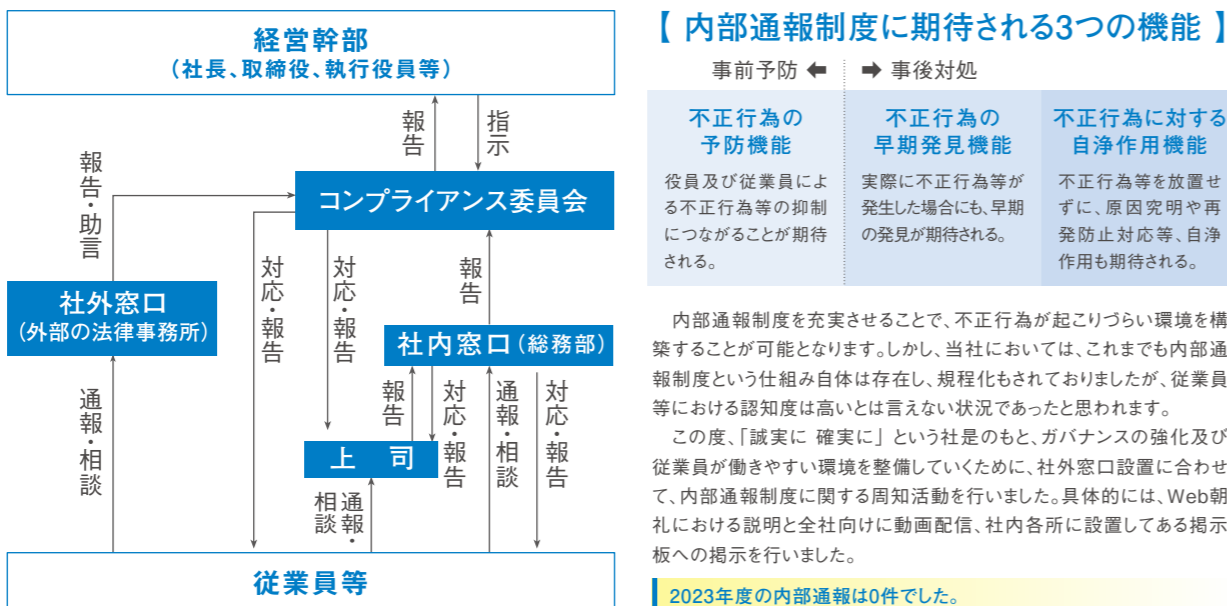 経営幹部
（社長、取締役、執行役員等）
報告
指示
コンプライアンス委員会
報告・助言
対応・報告
対応・報告
報告
社外窓口
（外部の法律事務所）
社内窓口（総務部）
通報・相談
報告
対応・報告
通報・相談
対応・報告
上　司
通報・
相談
従業員等
【 内部通報制度に期待される3つの機能 】
事前予防 ⬅ ➡ 事後対処
不正行為の
予防機能
役員及び従業員によ
る不正行為等の抑制
につながることが期待
される。
不正行為の
早期発見機能
実際に不正行為等が
発生した場合にも、早期
の発見が期待される。
不正行為に対する
自浄作用機能
不正行為等を放置せ
ずに、原因究明や再
発防止対応等、自浄
作用も期待される。
　内部通報制度を充実させることで、不正行為が起こりづらい環境を構
築することが可能となります。しかし、当社においては、これまでも内部通
報制度という仕組み自体は存在し、規程化もされておりましたが、従業員
等における認知度は高いとは言えない状況であったと思われます。
　この度、「誠実に 確実に」という社是のもと、ガバナンスの強化及び
従業員が働きやすい環境を整備していくために、社外窓口設置に合わせ
て、内部通報制度に関する周知活動を行いました。具体的には、Web朝
礼における説明と全社向けに動画配信、社内各所に設置してある掲示
板への掲示を行いました。
2023年度の内部通報は0件でした。